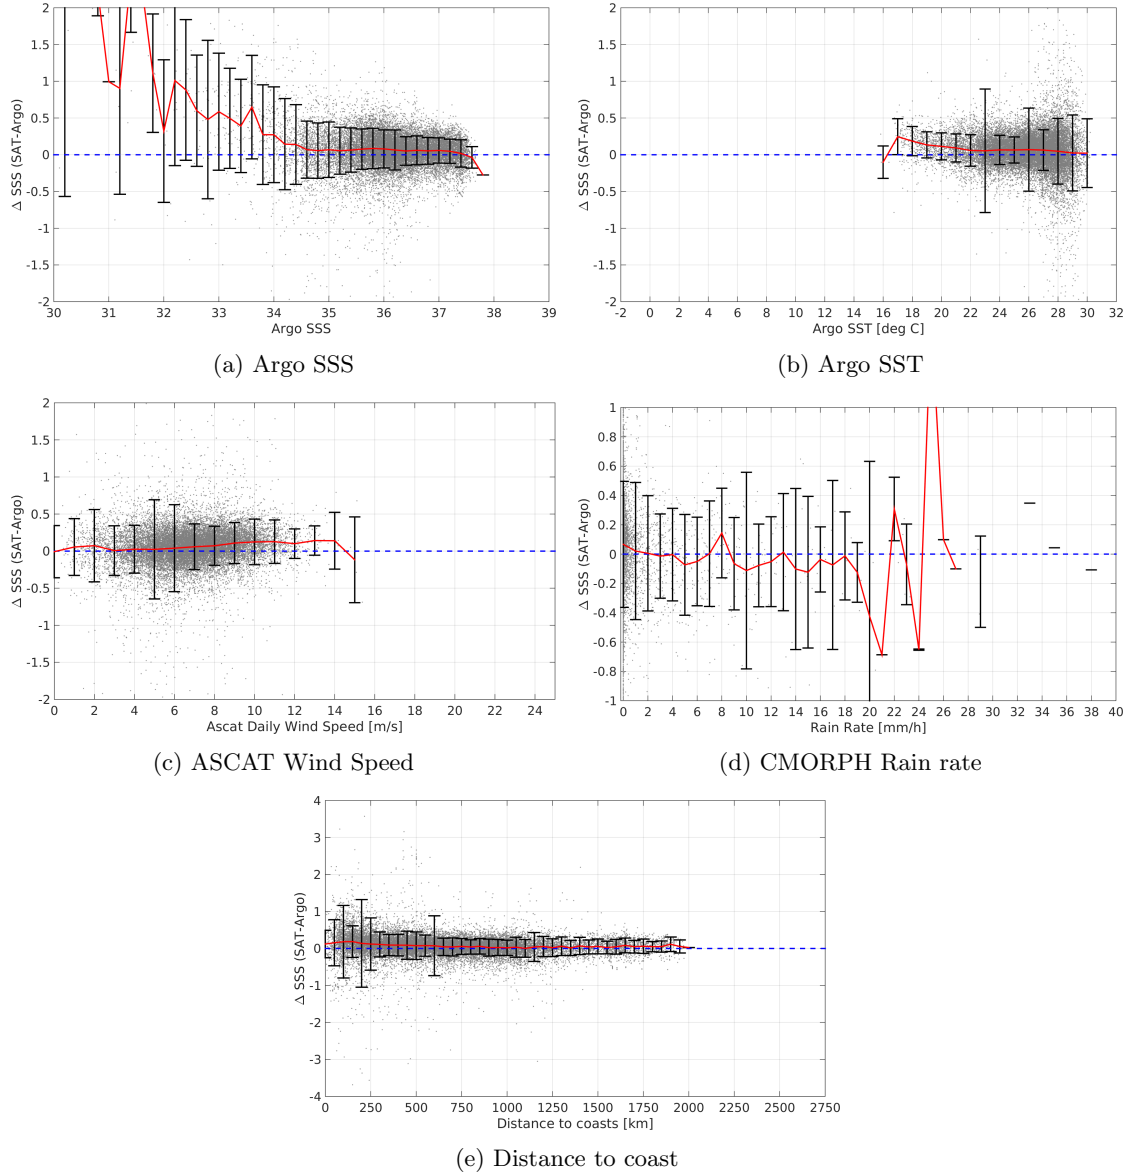 2
1.5
1
0.5
0
-0.5
-1
-1.5
-2
Δ SSS (SAT-Argo)
30 31 32 33 34 35 36 37 38 39
Argo SSS
(a) Argo SSS
2
1.5
1
0.5
0
-0.5
-1
-1.5
-2
Δ SSS (SAT-Argo)
-2 0 2 4 6 8 10 12 14 16 18 20 22 24 26 28 30 32
Argo SST [deg C]
(b) Argo SST
2
1.5
1
0.5
0
-0.5
-1
-1.5
-2
Δ SSS (SAT-Argo)
0 2 4 6 8 10 12 14 16 18 20 22 24
Ascat Daily Wind Speed [m/s]
(c) ASCAT Wind Speed
1
0.8
0.6
0.4
0.2
0
-0.2
-0.4
-0.6
-0.8
-1
Δ SSS (SAT-Argo)
0 2 4 6 8 10 12 14 16 18 20 22 24 26 28 30 32 34 36 38 40
Rain Rate [mm/h]
(d) CMORPH Rain rate
4
3
2
1
0
-1
-2
-3
-4
Δ SSS (SAT-Argo)
0 250 500 750 1000 1250 1500 1750 2000 2250 2500 2750
Distance to coasts [km]
(e) Distance to coast